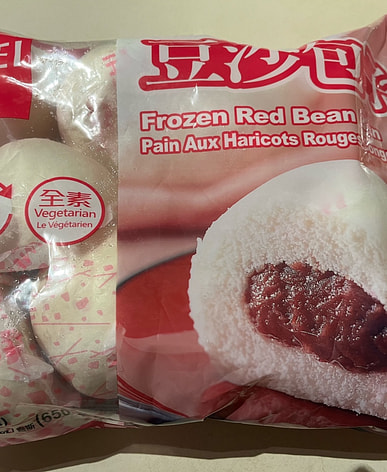 豆沙包
Frozen Red Bean
Pain Aux Haricots Rouges
全素
Vegetarian
Le Végétarien